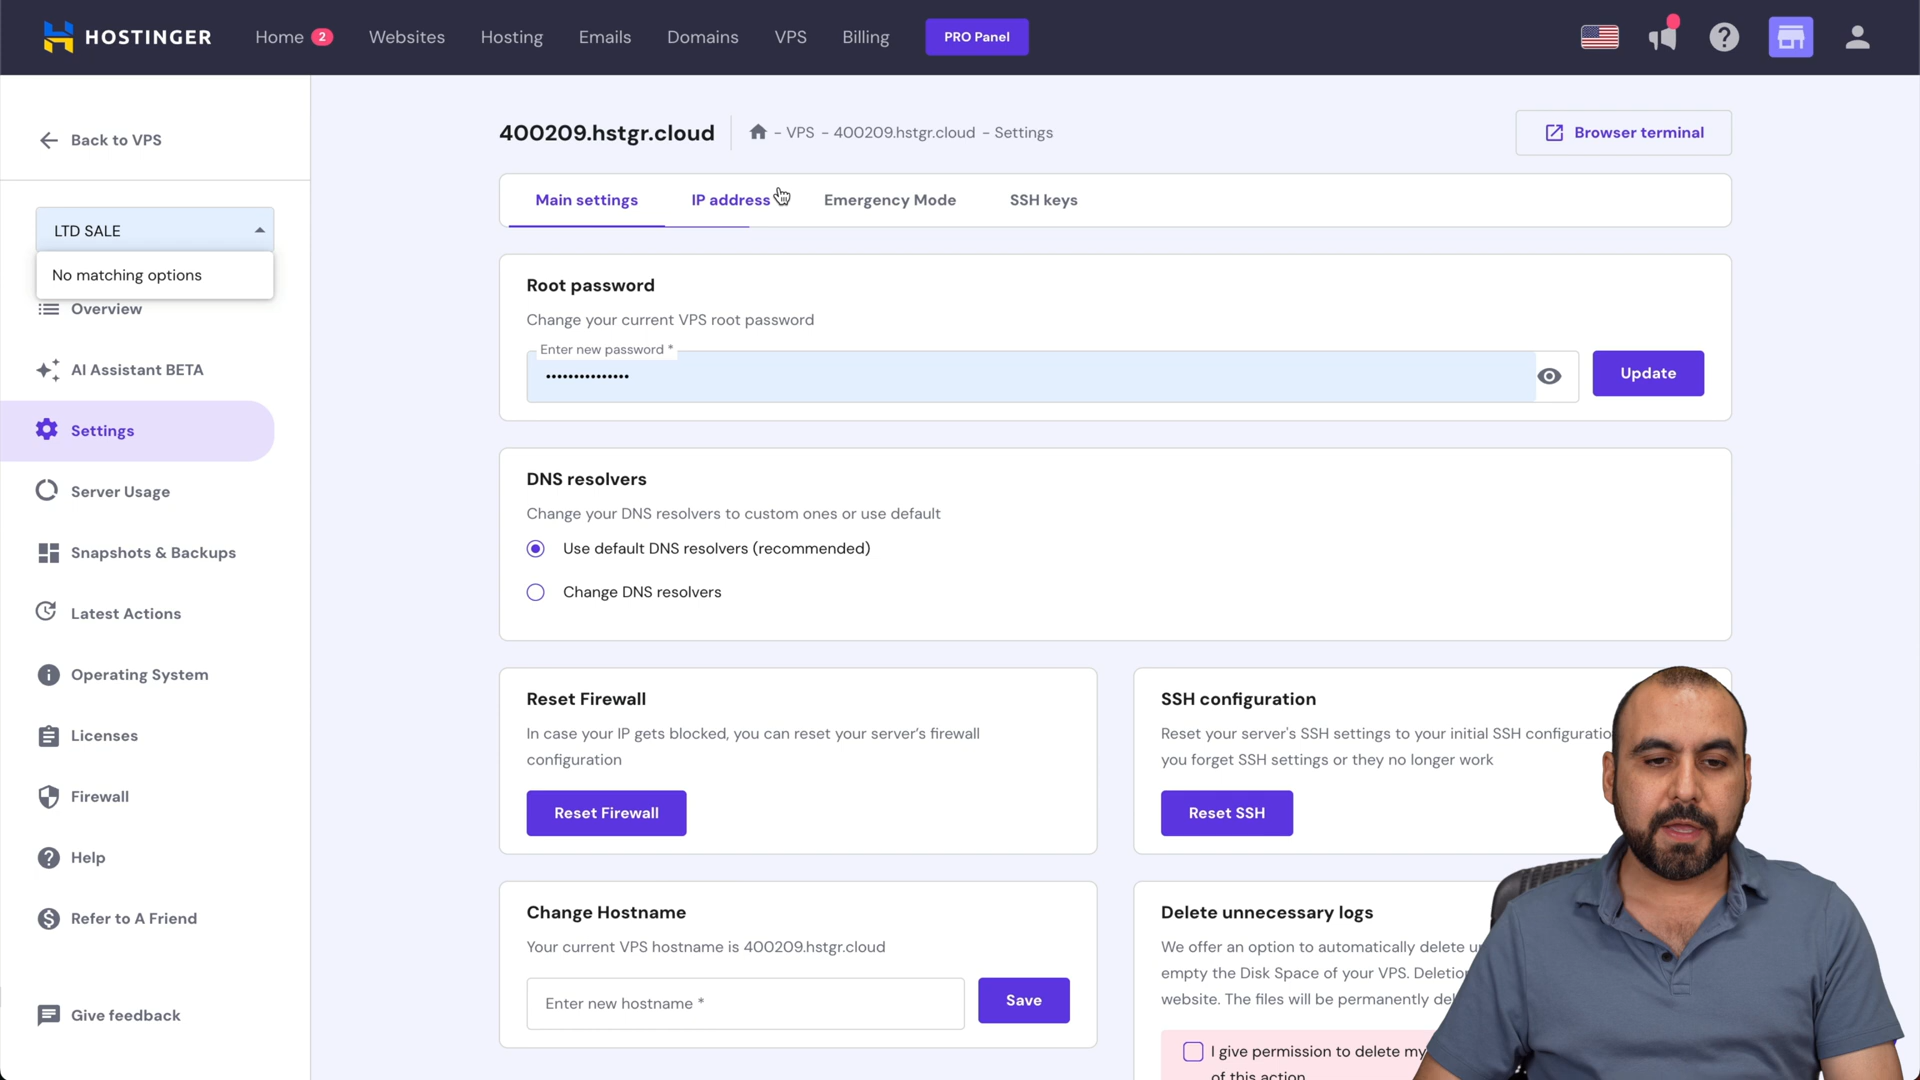 HOSTINGER
Home 2 Websites Hosting Emails Domains VPS Billing PRO Panel
Back to VPS
400209.hstgr.cloud
- VPS - 400209.hstgr.cloud - Settings
Browser terminal
LTD SALE
No matching options
Main settings IP address Emergency Mode SSH keys
Overview
AI Assistant BETA
Settings
Server Usage
Snapshots & Backups
Latest Actions
Operating System
Licenses
Firewall
Help
Refer to A Friend
Give feedback
Root password
Change your current VPS root password
Enter new password *
•••••••••••••••
Update
DNS resolvers
Change your DNS resolvers to custom ones or use default
Use default DNS resolvers (recommended)
Change DNS resolvers
Reset Firewall
In case your IP gets blocked, you can reset your server's firewall
configuration
Reset Firewall
SSH configuration
Reset your server's SSH settings to your initial SSH
you forget SSH settings or they no longer work
Reset SSH
Change Hostname
Your current VPS hostname is 400209.hstgr.cloud
Enter new hostname *
Save
Delete unnecessary logs
We offer an option to automatically delete
empty the Disk Space of your VPS.
website. The files will be permanently
I give permission to delete my
of this action